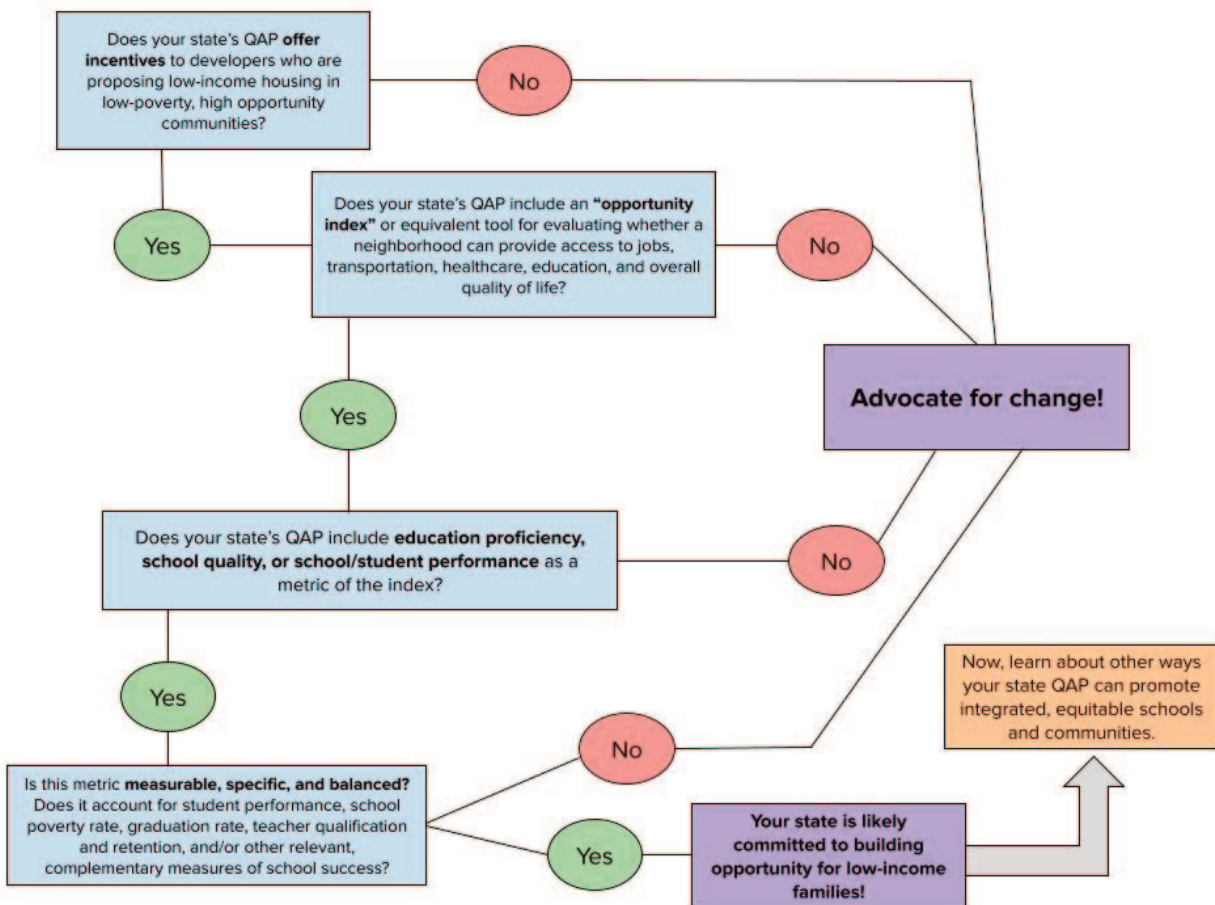 Does your state’s QAP offer
incentives to developers who are
proposing low-income housing in
low-poverty, high opportunity
communities?
No
Yes
Does your state’s QAP include an “opportunity
index” or equivalent tool for evaluating whether a
neighborhood can provide access to jobs,
transportation, healthcare, education, and overall
quality of life?
No
Yes
Advocate for change!
Does your state’s QAP include education proficiency,
school quality, or school/student performance as a
metric of the index?
No
Yes
Is this metric measurable, specific, and balanced?
Does it account for student performance, school
poverty rate, graduation rate, teacher qualification
and retention, and/or other relevant,
complementary measures of school success?
No
Yes
Your state is likely
committed to building
opportunity for low-income
families!
Now, learn about other ways
your state QAP can promote
integrated, equitable schools
and communities.